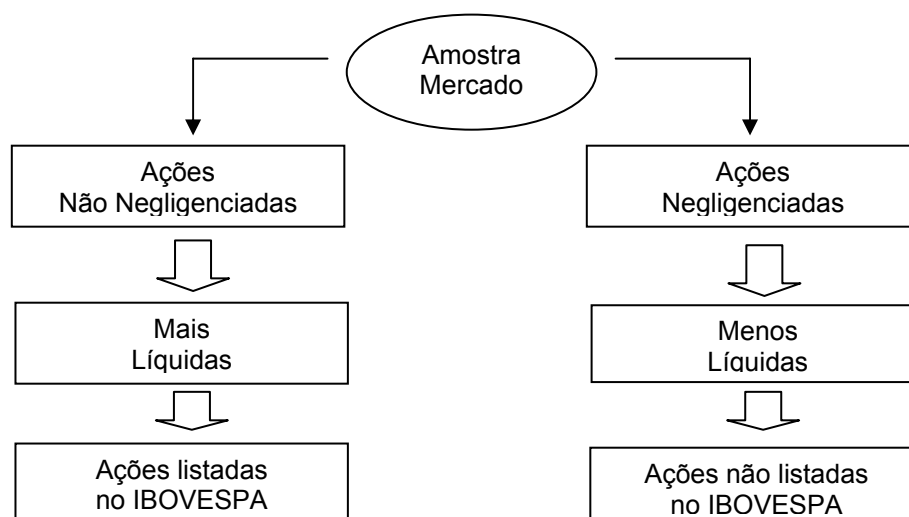 Amostra
Mercado
Ações
Não Negligenciadas
Ações
Negligenciadas
Mais
Líquidas
Menos
Líquidas
Ações listadas
no IBOVESPA
Ações não listadas
no IBOVESPA